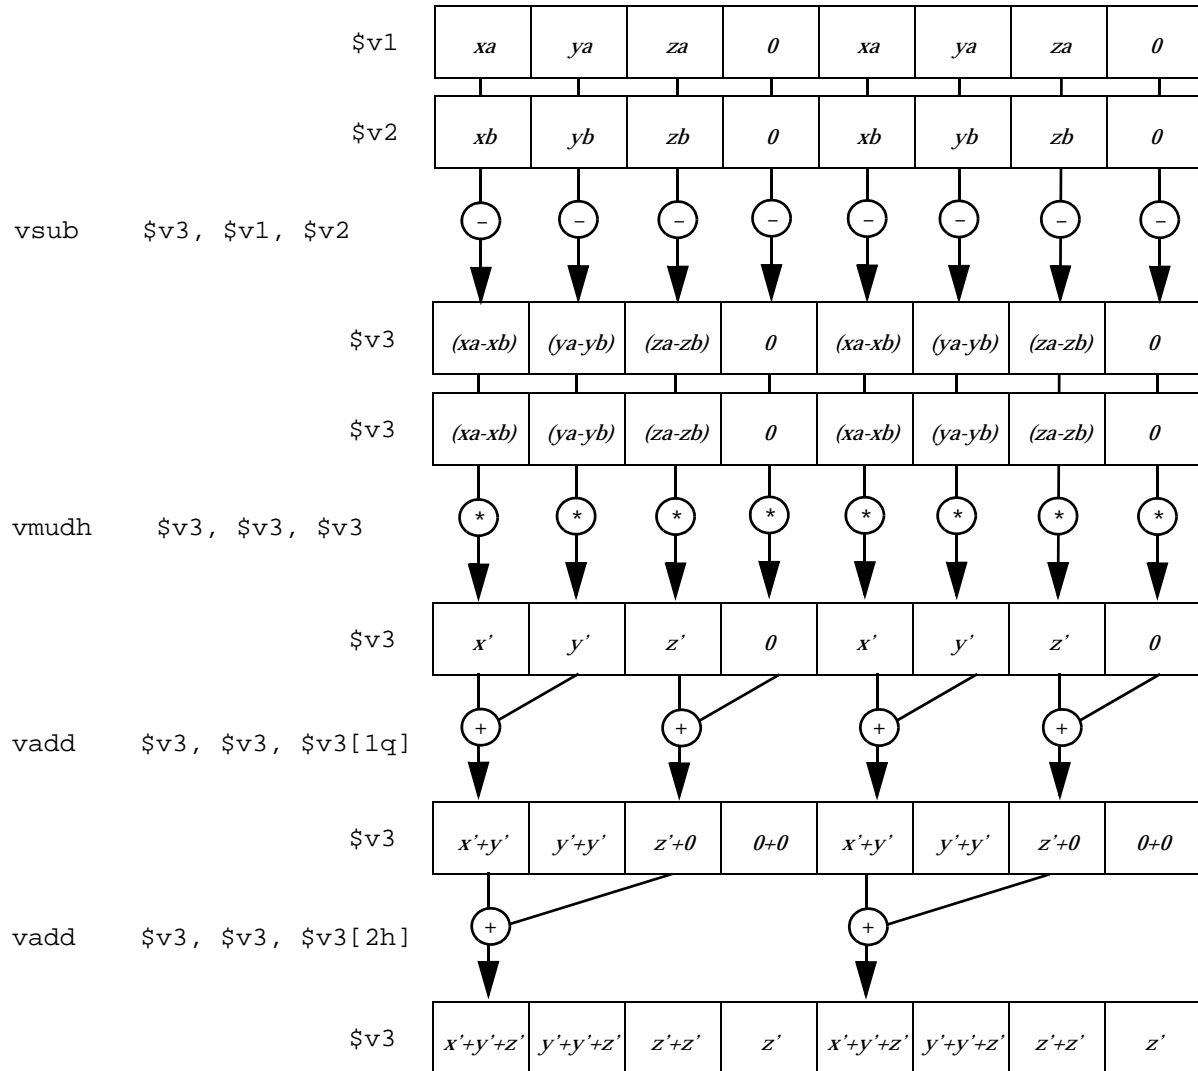 $v1 xa ya za 0 xa ya za 0
$v2 xb yb zb 0 xb yb zb 0
vsub $v3, $v1, $v2 - - - - - - - -
$v3 (xa-xb) (ya-yb) (za-zb) 0 (xa-xb) (ya-yb) (za-zb) 0
$v3 (xa-xb) (ya-yb) (za-zb) 0 (xa-xb) (ya-yb) (za-zb) 0
vmudh $v3, $v3, $v3 * * * * * * * *
$v3 x’ y’ z’ 0 x’ y’ z’ 0
vadd $v3, $v3, $v3[1q] + + + +
$v3 x’+y’ y’+y’ z’+0 0+0 x’+y’ y’+y’ z’+0 0+0
vadd $v3, $v3, $v3[2h] + +
$v3 x’+y’+z’ y’+y’+z’ z’+z’ z’ x’+y’+z’ y’+y’+z’ z’+z’ z’